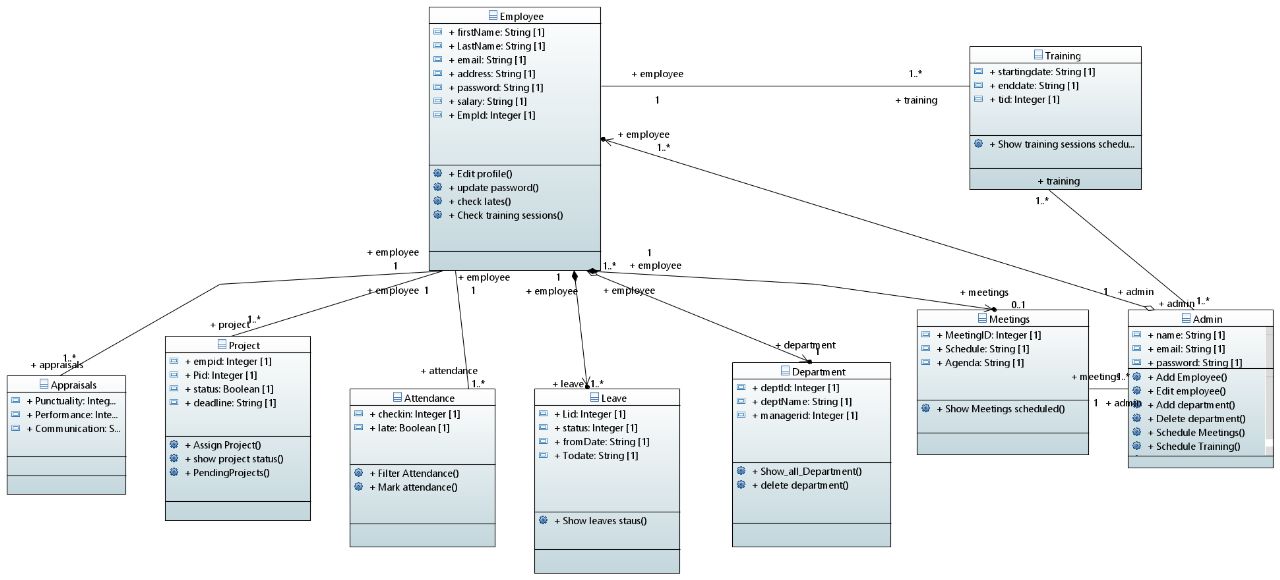 Employee
+ firstName: String [1]
+ LastName: String [1]
+ email: String [1]
+ address: String [1]
+ password: String [1]
+ salary: String [1]
+ EmpId: Integer [1]
+ Edit profile()
+ update password()
+ check lates()
+ Check training sessions()
+ employee
1..*
1
+ training
Training
+ startingdate: String [1]
+ enddate: String [1]
+ tid: Integer [1]
+ Show training sessions schedu...
+ training
1..*
+ employee
1..*
+ employee
1
+ employee
1
+ employee
1
1
+ employee
1..*
+ employee
1
+ employee
+ meetings
0..1
1
+ admin
+ admin
1..*
+ project
1..*
1..*
+ appraisals
+ attendance
1..*
+ leave
1..*
+ department
1
+ meetings
1..*
1
+ admin
Appraisals
+ Punctuality: Integ...
+ Performance: Inte...
+ Communication: S...
Project
+ empid: Integer [1]
+ Pid: Integer [1]
+ status: Boolean [1]
+ deadline: String [1]
+ Assign Project()
+ show project status()
+ PendingProjects()
Attendance
+ checkin: Integer [1]
+ late: Boolean [1]
+ Filter Attendance()
+ Mark attendance()
Leave
+ Lid: Integer [1]
+ status: Integer [1]
+ fromDate: String [1]
+ Todate: String [1]
+ Show leaves staus()
Department
+ deptId: Integer [1]
+ deptName: String [1]
+ managerid: Integer [1]
+ Show_all_Department()
+ delete department()
Meetings
+ MeetingID: Integer [1]
+ Schedule: String [1]
+ Agenda: String [1]
+ Show Meetings scheduled()
Admin
+ name: String [1]
+ email: String [1]
+ password: String [1]
+ Add Employee()
+ Edit employee()
+ Add department()
+ Delete department()
+ Schedule Meetings()
+ Schedule Training()